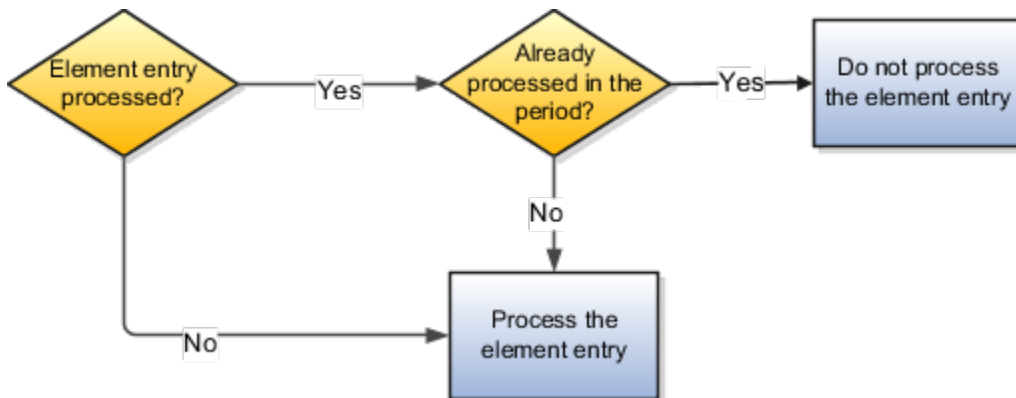 Element entry
processed?
Yes
Already
processed in the
period?
Yes
Do not process
the element entry
No
No
Process the
element entry